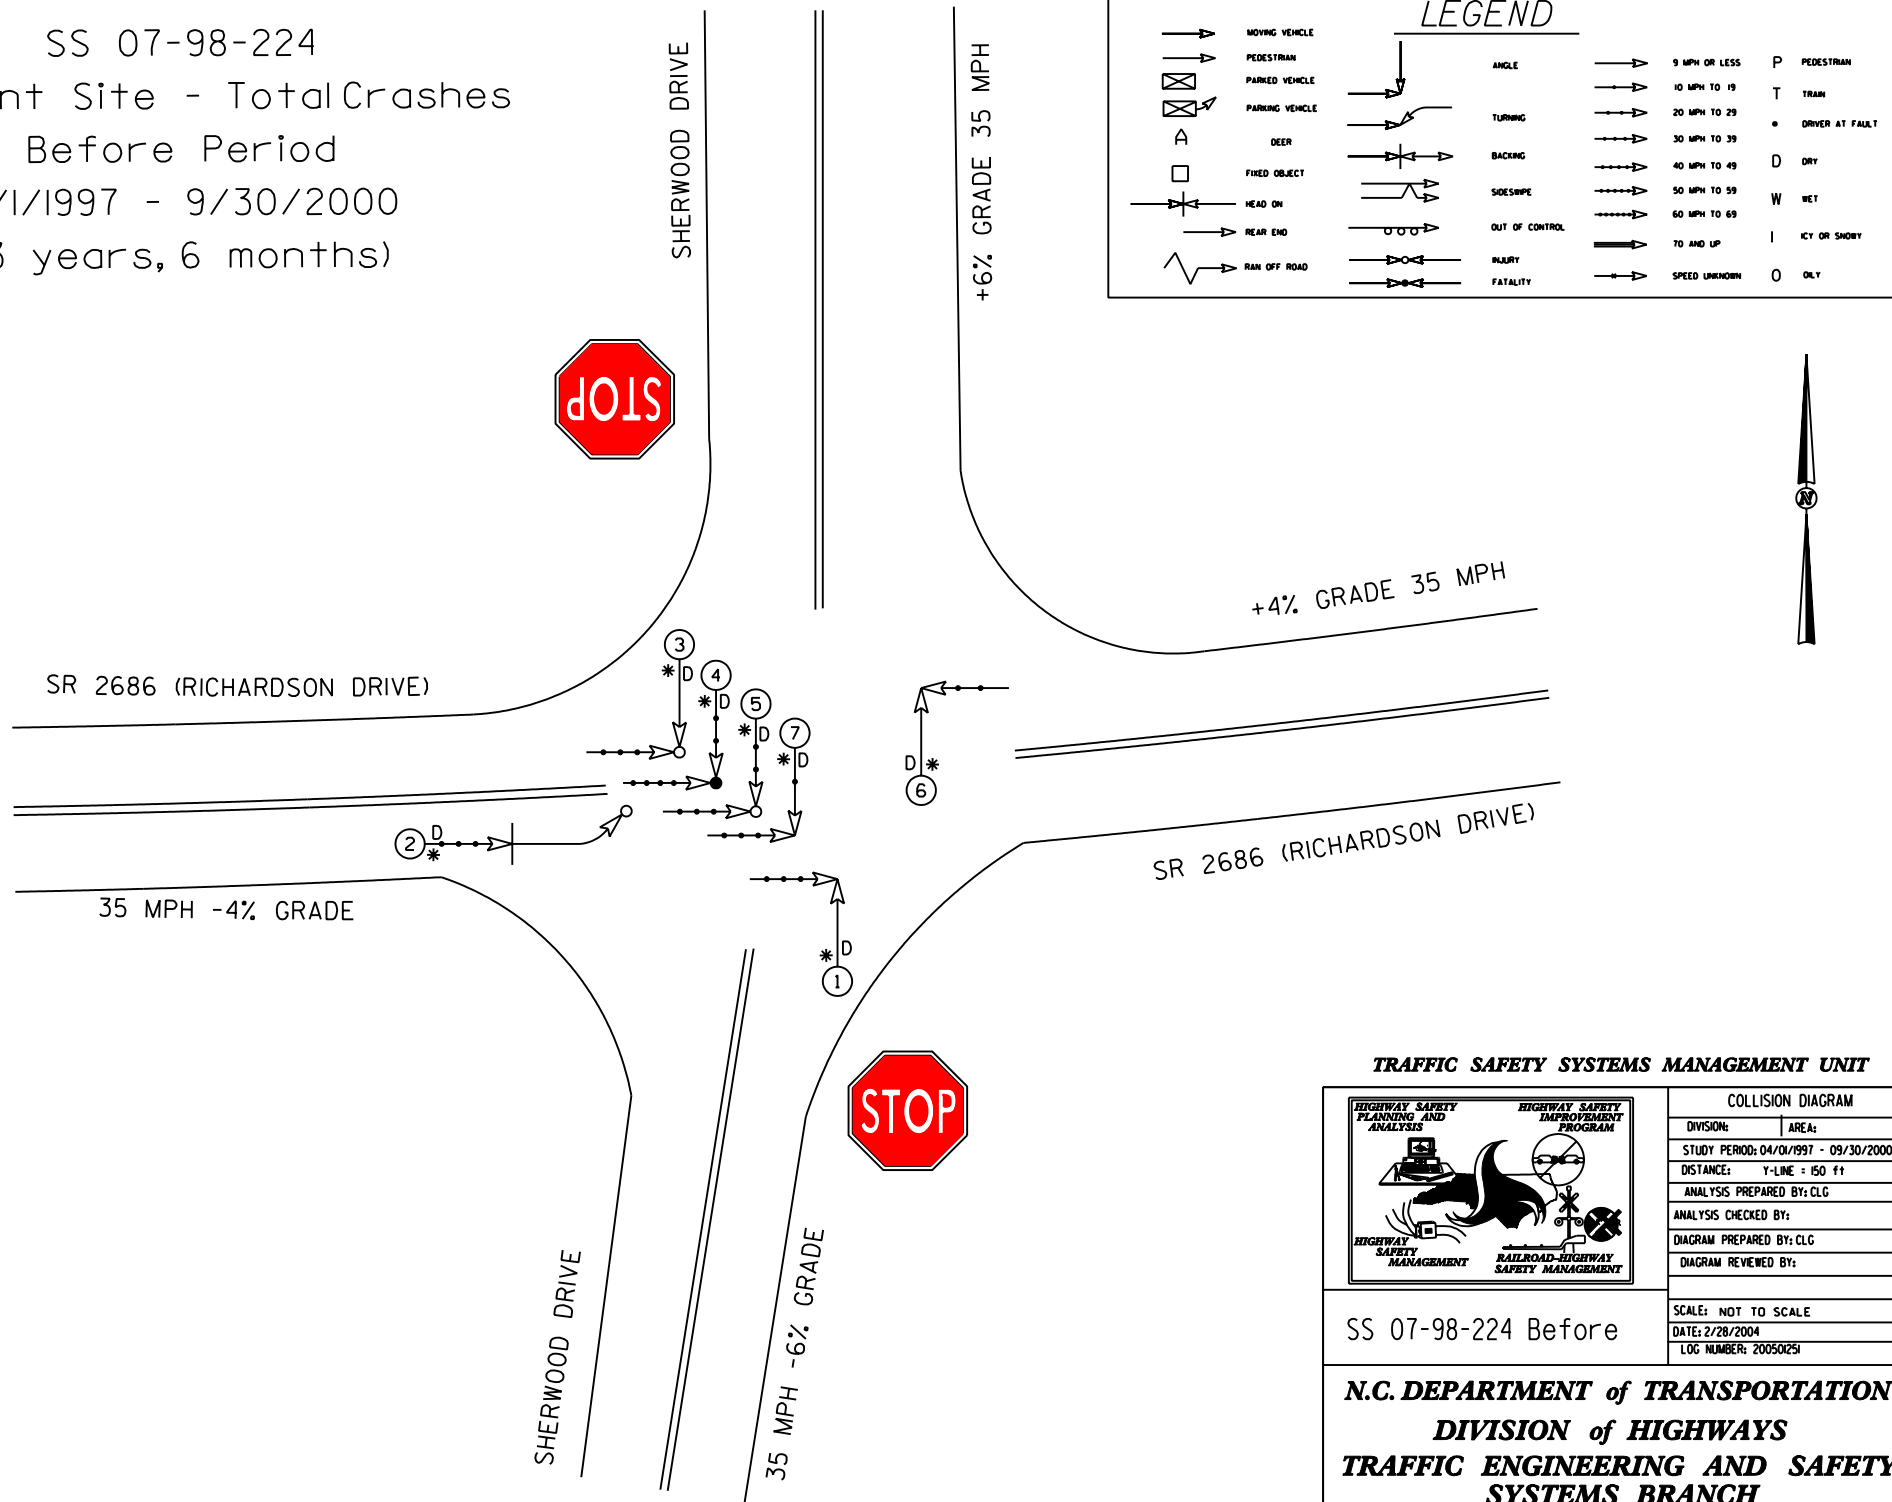 SS 07-98-224
nt Site - Total Crashes
Before Period
/1/1997 - 9/30/2000
3 years, 6 months)
SHERWOOD DRIVE
+6% GRADE 35 MPH
LEGEND
MOVING VEHICLE
PEDESTRIAN
PARKED VEHICLE
PARKING VEHICLE
DEER
FIXED OBJECT
HEAD ON
REAR END
RAN OFF ROAD
ANGLE
TURNING
BACKING
SIDESWIPE
OUT OF CONTROL
INJURY
FATALITY
9 MPH OR LESS
10 MPH TO 19
20 MPH TO 29
30 MPH TO 39
40 MPH TO 49
50 MPH TO 59
60 MPH TO 69
70 AND UP
SPEED UNKNOWN
P PEDESTRIAN
T TRAIN
DRIVER AT FAULT
D DRY
W WET
I ICY OR SNOWY
O OILY
STOP
N
+4% GRADE 35 MPH
SR 2686 (RICHARDSON DRIVE)
3
* D
4
* D
5
* D
7
* D
D *
6
2
D
*
* D
1
35 MPH -4% GRADE
SR 2686 (RICHARDSON DRIVE)
STOP
SHERWOOD DRIVE
35 MPH -6% GRADE
TRAFFIC SAFETY SYSTEMS MANAGEMENT UNIT
HIGHWAY SAFETY
PLANNING AND
ANALYSIS
HIGHWAY SAFETY
IMPROVEMENT
PROGRAM
HIGHWAY
SAFETY
MANAGEMENT
RAILROAD-HIGHWAY
SAFETY MANAGEMENT
COLLISION DIAGRAM
DIVISION: AREA:
STUDY PERIOD: 04/01/1997 - 09/30/2000
DISTANCE: Y-LINE = 150 ft
ANALYSIS PREPARED BY: CLG
ANALYSIS CHECKED BY:
DIAGRAM PREPARED BY: CLG
DIAGRAM REVIEWED BY:
SCALE: NOT TO SCALE
DATE: 2/28/2004
LOG NUMBER: 200501251
SS 07-98-224 Before
N.C. DEPARTMENT of TRANSPORTATION
DIVISION of HIGHWAYS
TRAFFIC ENGINEERING AND SAFETY
SYSTEMS BRANCH